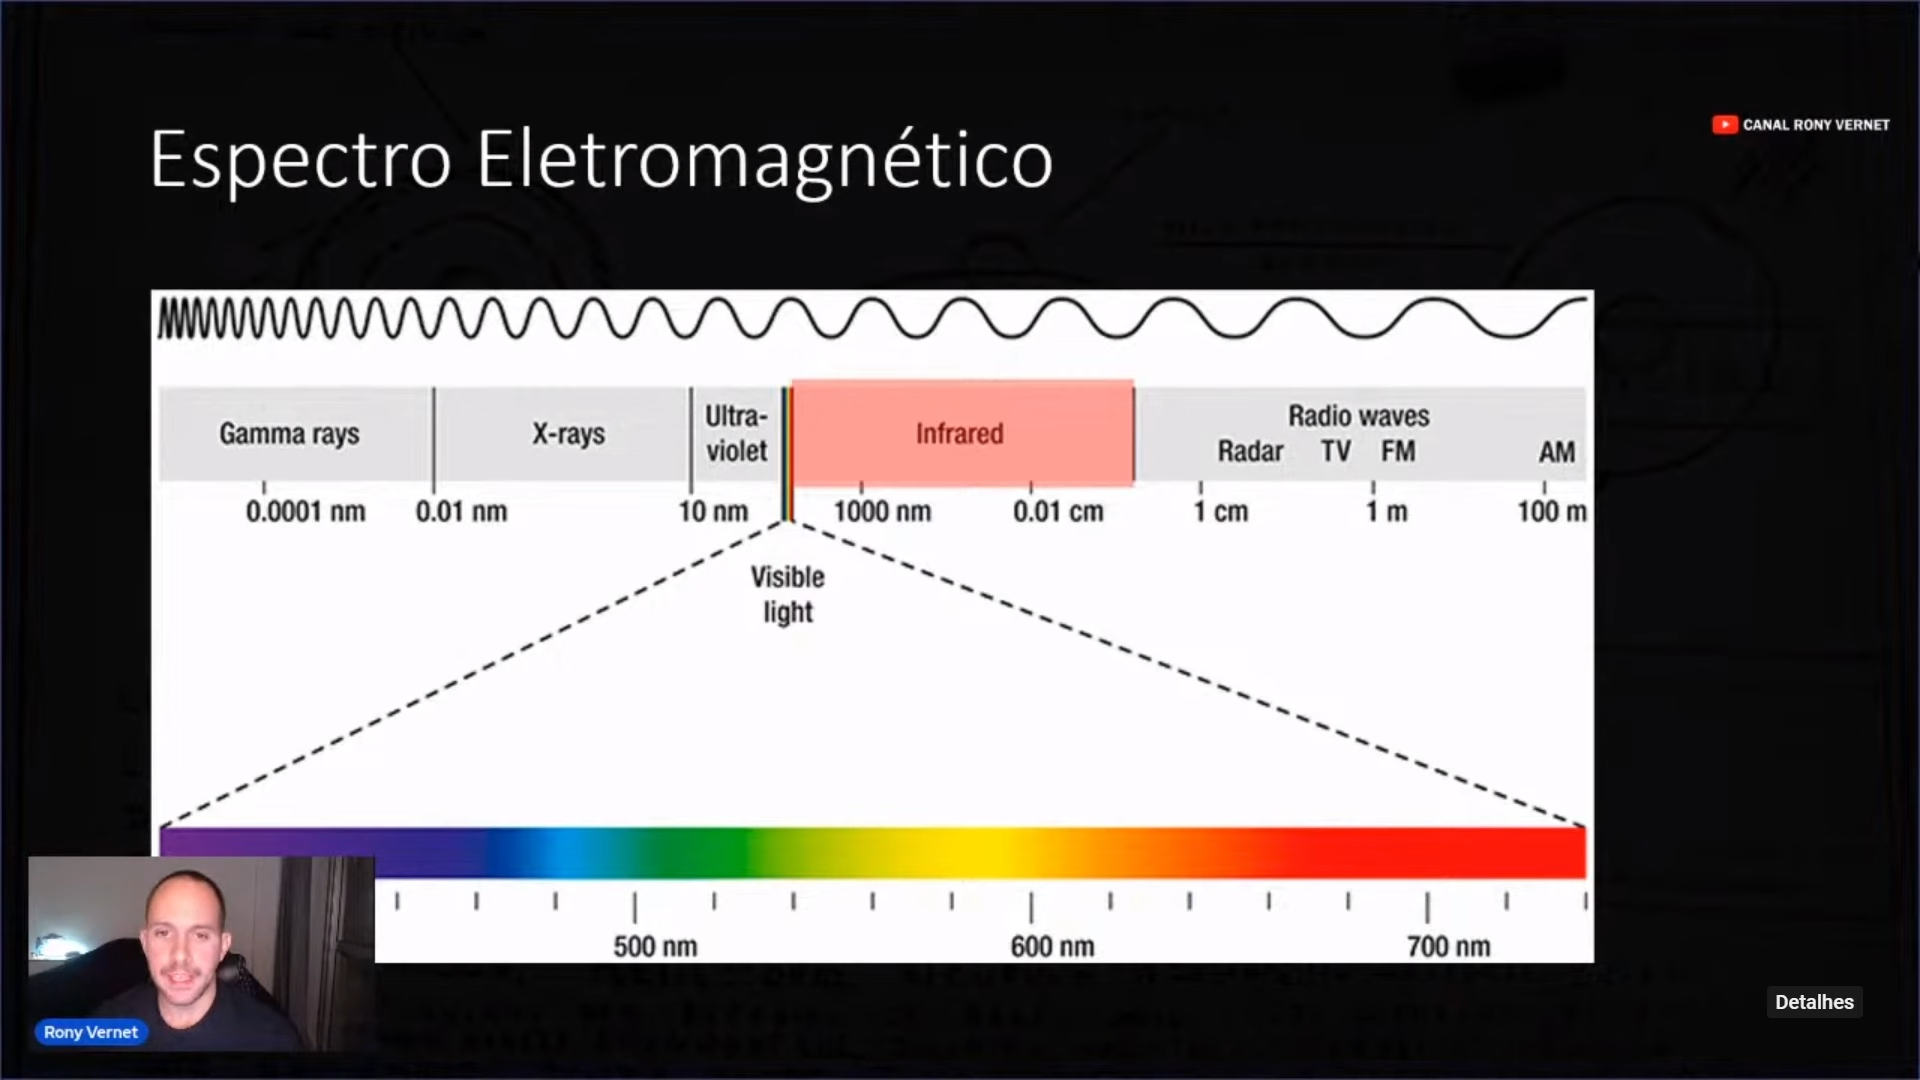 Espectro Eletromagnético
CANAL RONY VERNET
Gamma rays
X-rays
Ultra-
violet
Infrared
Radio waves
Radar TV FM AM
0.0001 nm 0.01 nm 10 nm 1000 nm 0.01 cm 1 cm 1 m 100 m
Visible
light
500 nm 600 nm 700 nm
Rony Vernet
Detalhes